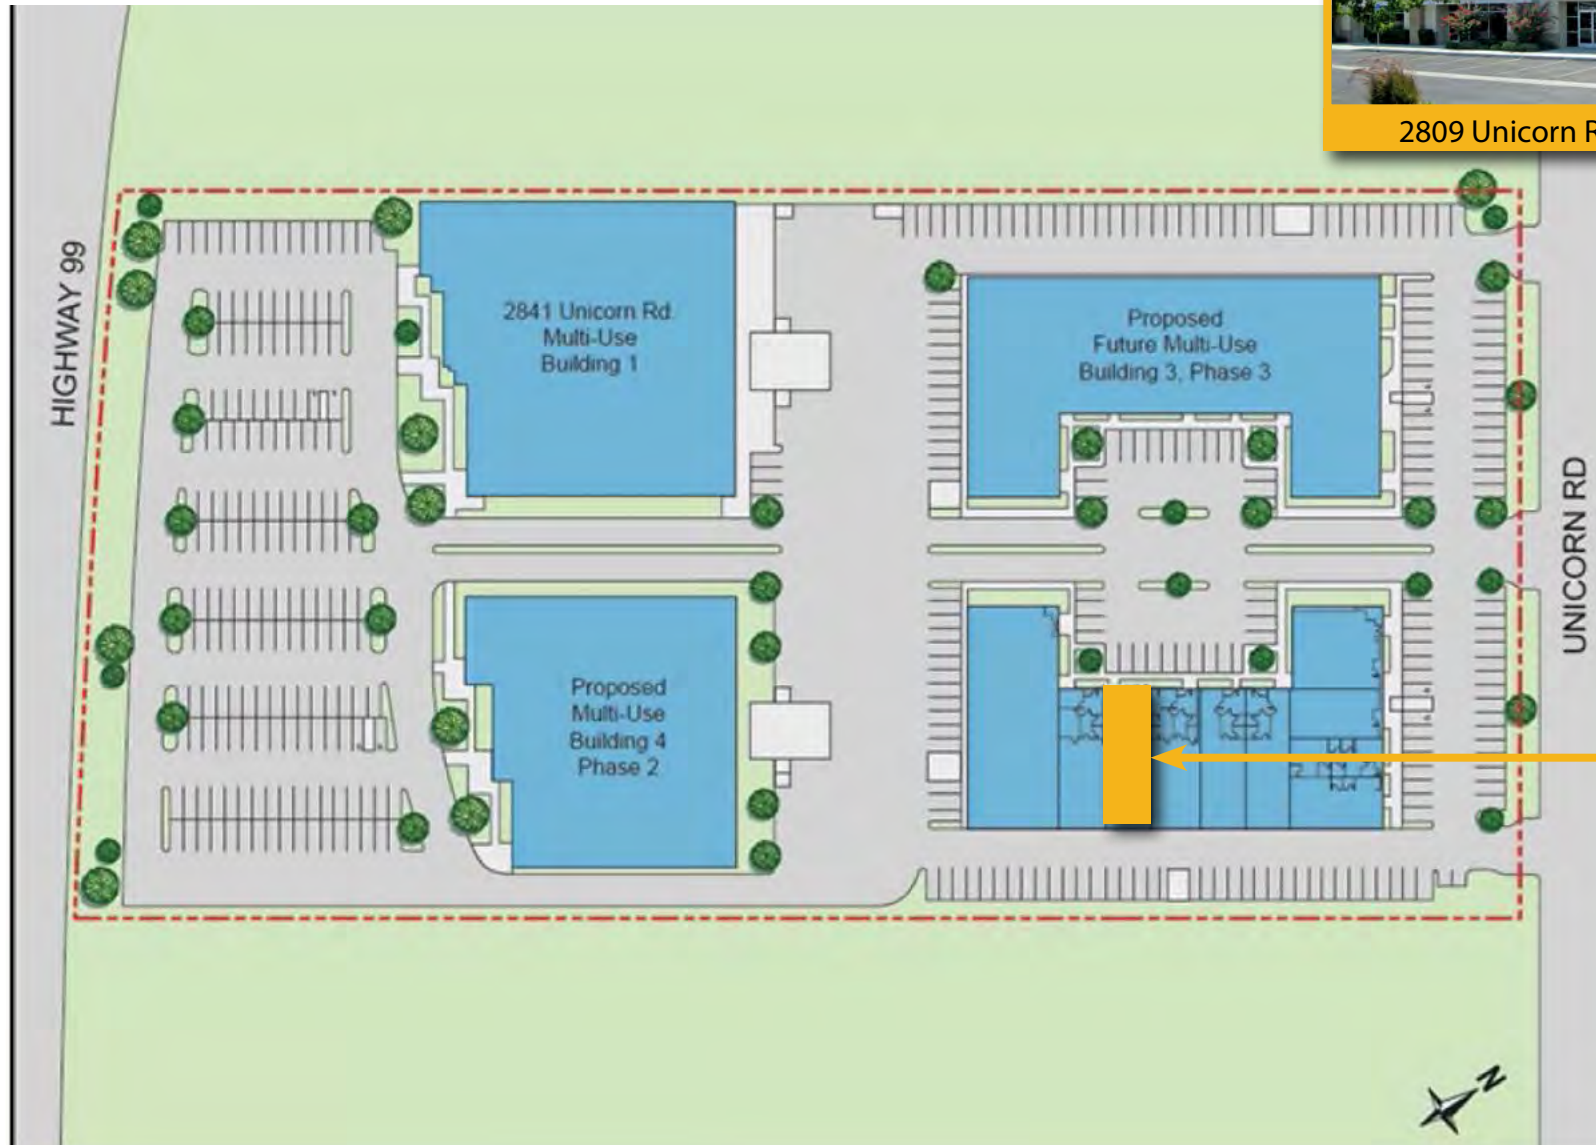 2809 Unicorn R
HIGHWAY 99
2841 Unicorn Rd.
Multi-Use
Building 1
Proposed
Future Multi-Use
Building 3, Phase 3
UNICORN RD
Proposed
Multi-Use
Building 4
Phase 2
N